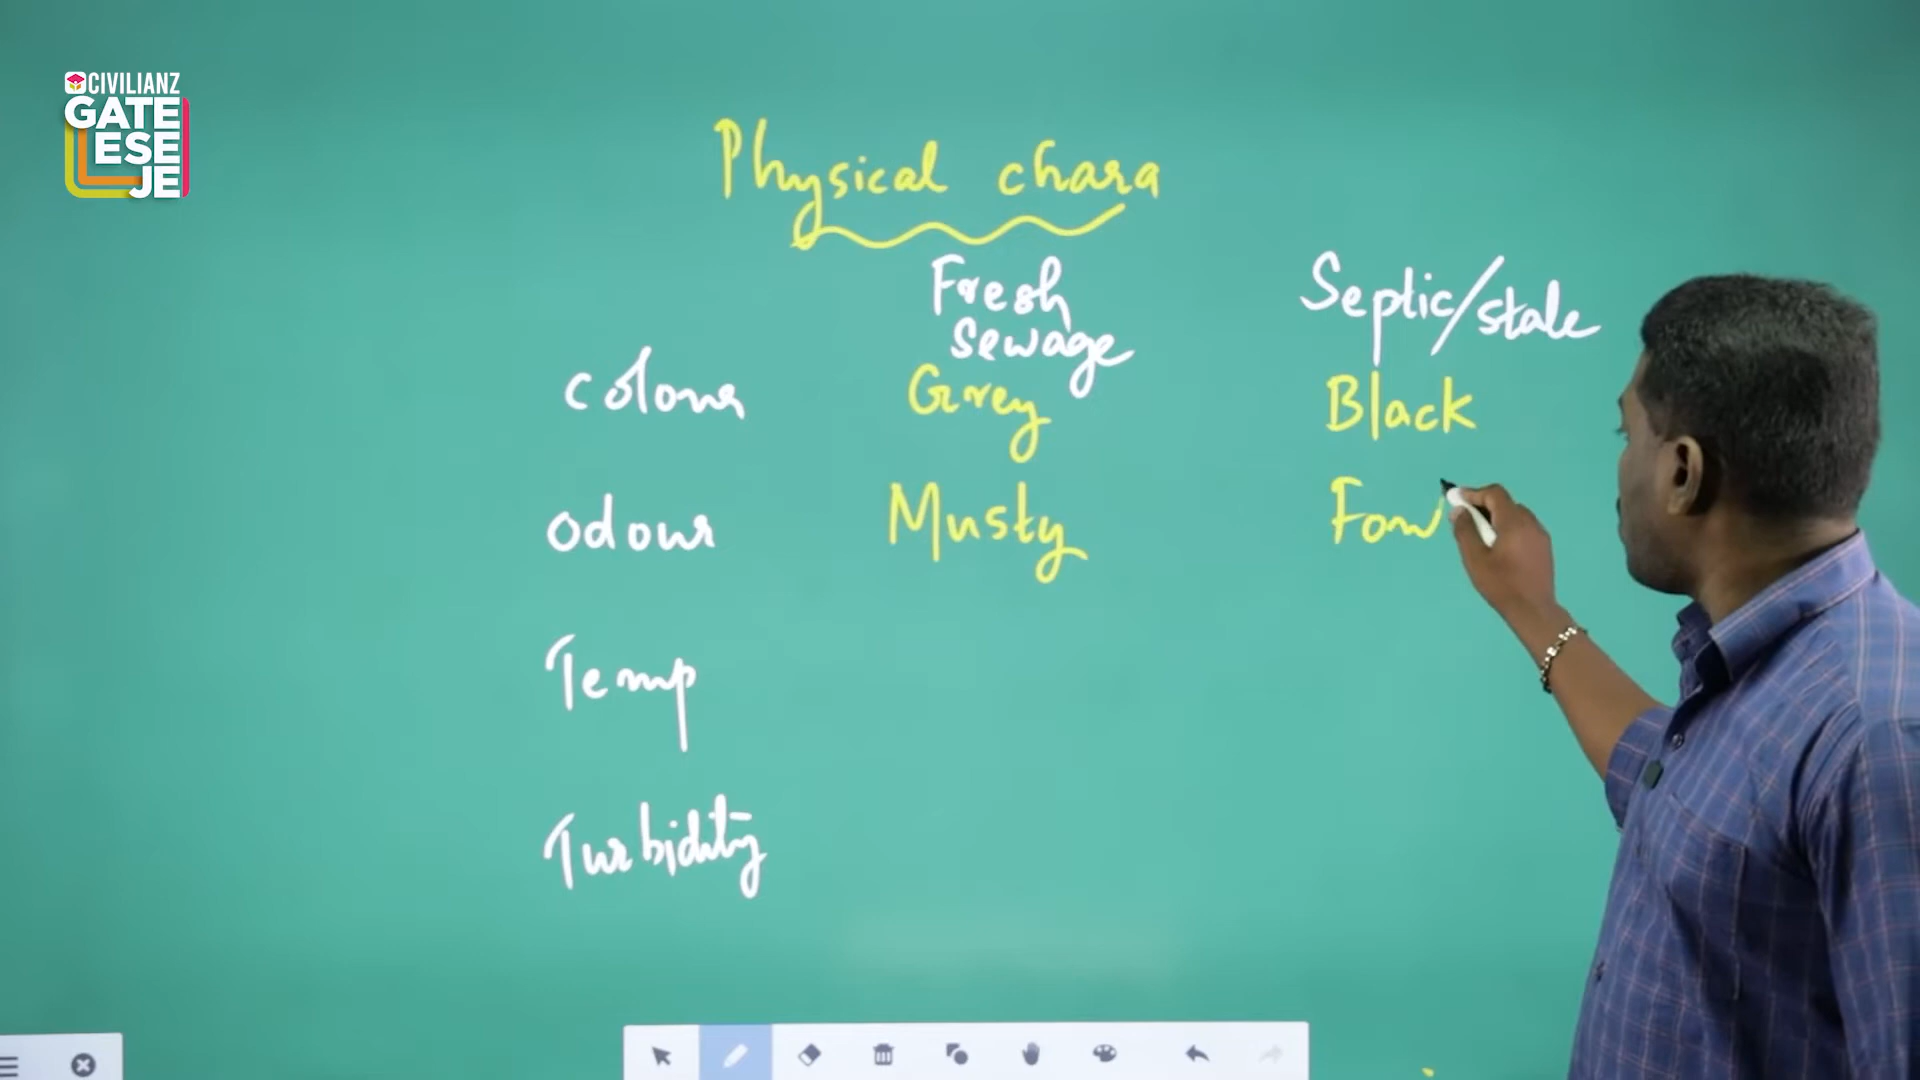 CIVILIANZ
GATE
ESE
JE
Physical chara
Fresh
Sewage
Septic/stale
Colour
Grey
Black
Odour
Musty
Fou
Temp
Turbidity